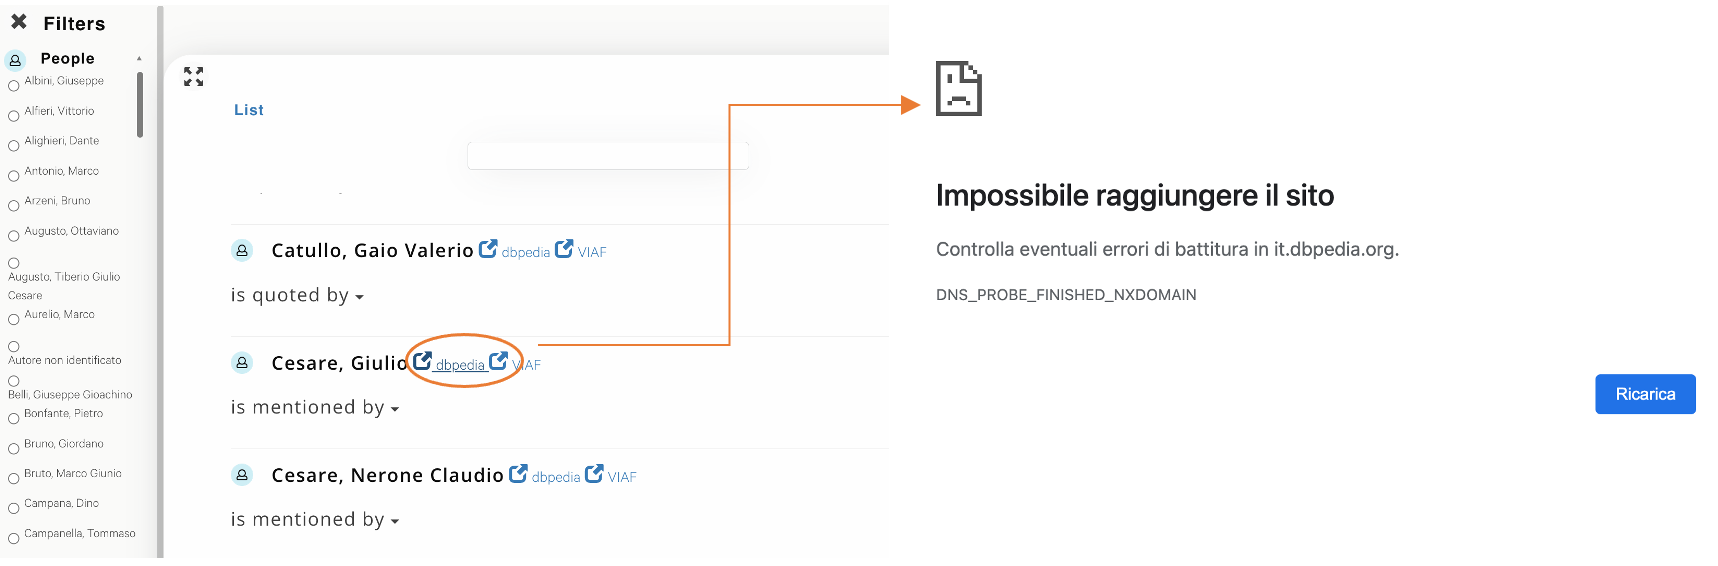 Filters
People
Albini, Giuseppe
Alfieri, Vittorio
Alighieri, Dante
Antonio, Marco
Arzeni, Bruno
Augusto, Ottaviano
Augusto, Tiberio Giulio
Cesare
Aurelio, Marco
Autore non identificato
Belli, Giuseppe Gioachino
Bonfante, Pietro
Bruno, Giordano
Bruto, Marco Giunio
Campana, Dino
Campanella, Tommaso
List
Catullo, Gaio Valerio dbpedia VIAF
is quoted by
Cesare, Giulio dbpedia VIAF
is mentioned by
Cesare, Nerone Claudio dbpedia VIAF
is mentioned by
Impossibile raggiungere il sito
Controlla eventuali errori di battitura in it.dbpedia.org.
DNS_PROBE_FINISHED_NXDOMAIN
Ricarica